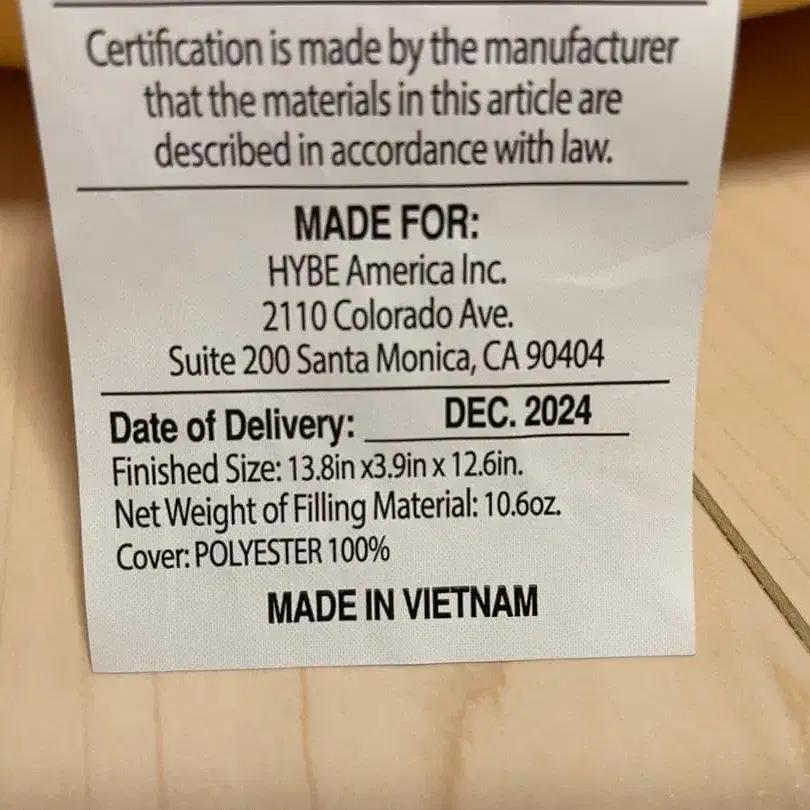 Certification is made by the manufacturer
that the materials in this article are
described in accordance with law.
MADE FOR:
HYBE America Inc.
2110 Colorado Ave.
Suite 200 Santa Monica, CA 90404
Date of Delivery: DEC. 2024
Finished Size: 13.8in x3.9in x 12.6in.
Net Weight of Filling Material: 10.6oz.
Cover: POLYESTER 100%
MADE IN VIETNAM